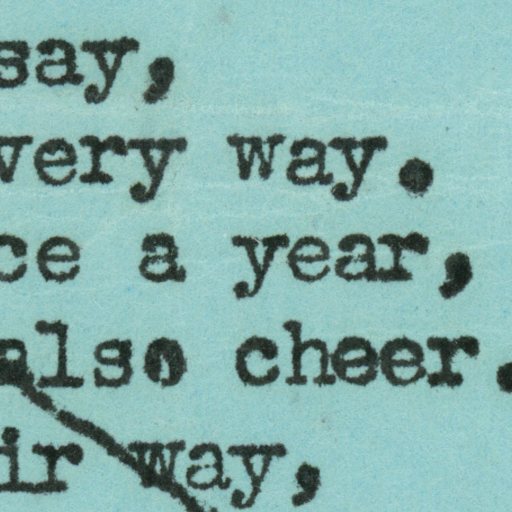 say,
very way.
ce a year,
also cheer.
ir way,